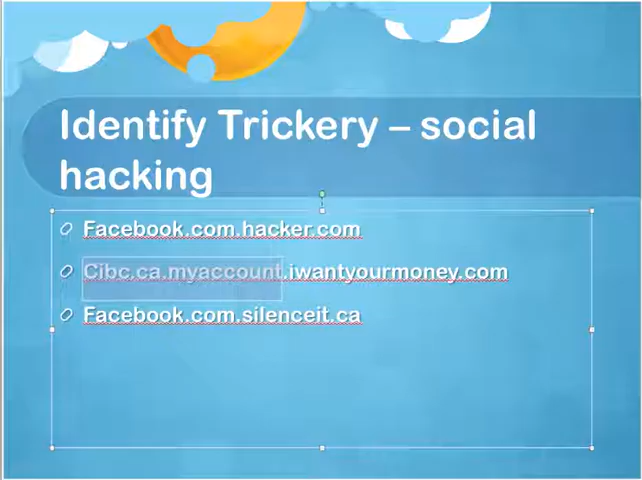 Identify Trickery – social
hacking
Facebook.com.hacker.com
Cibc.ca.myaccount.iwantyourmoney.com
Facebook.com.silenceit.ca